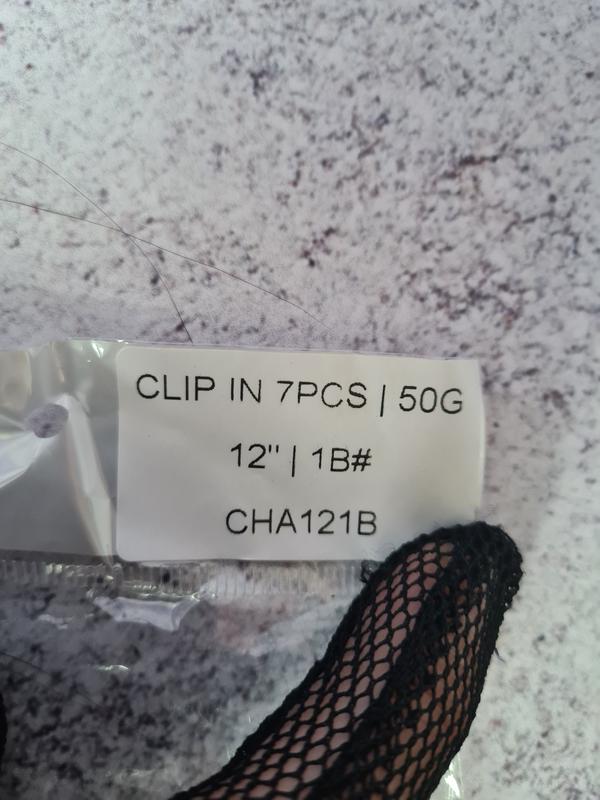 CLIP IN 7PCS | 50G
12" | 1B#
CHA121B